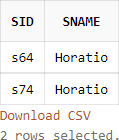 SID SNAME
s64 Horatio
s74 Horatio
Download CSV
2 rows selected.